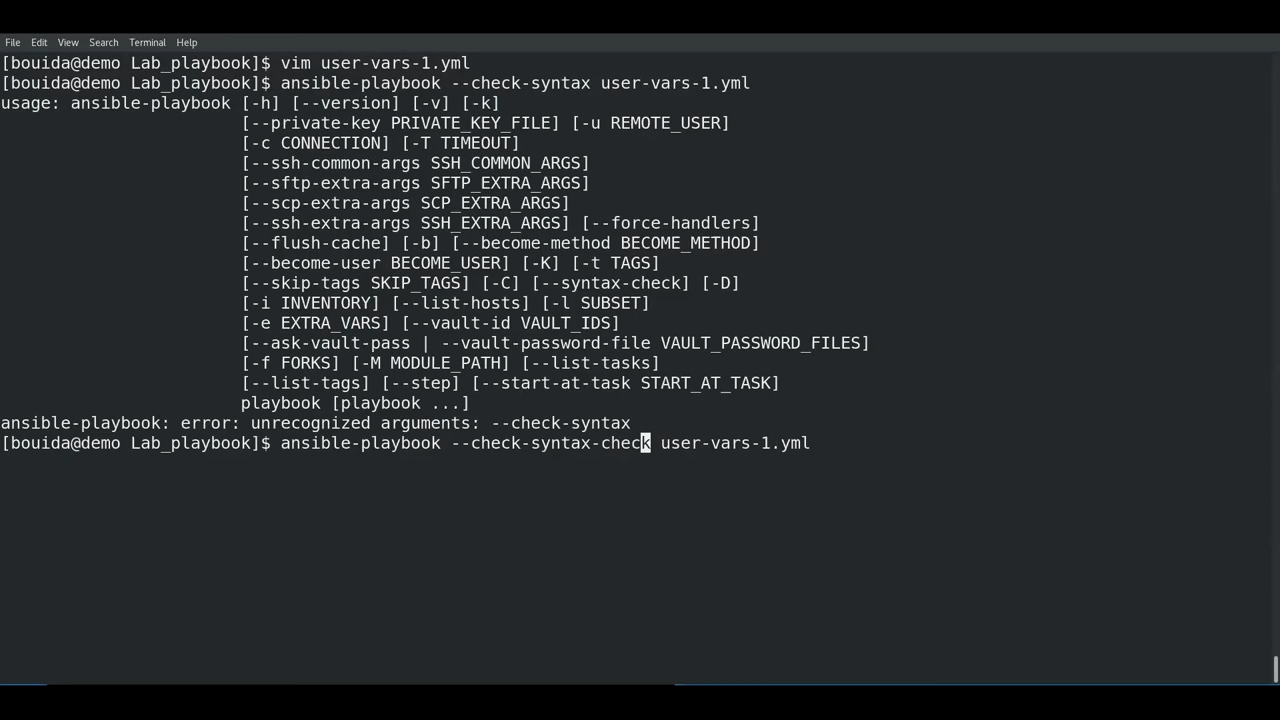 File Edit View Search Terminal Help
[bouida@demo Lab_playbook]$ vim user-vars-1.yml
[bouida@demo Lab_playbook]$ ansible-playbook --check-syntax user-vars-1.yml
usage: ansible-playbook [-h] [--version] [-v] [-k]
[--private-key PRIVATE_KEY_FILE] [-u REMOTE_USER]
[-c CONNECTION] [-T TIMEOUT]
[--ssh-common-args SSH_COMMON_ARGS]
[--sftp-extra-args SFTP_EXTRA_ARGS]
[--scp-extra-args SCP_EXTRA_ARGS]
[--ssh-extra-args SSH_EXTRA_ARGS] [--force-handlers]
[--flush-cache] [-b] [--become-method BECOME_METHOD]
[--become-user BECOME_USER] [-K] [-t TAGS]
[--skip-tags SKIP_TAGS] [-C] [--syntax-check] [-D]
[-i INVENTORY] [--list-hosts] [-l SUBSET]
[-e EXTRA_VARS] [--vault-id VAULT_IDS]
[--ask-vault-pass | --vault-password-file VAULT_PASSWORD_FILES]
[-f FORKS] [-M MODULE_PATH] [--list-tasks]
[--list-tags] [--step] [--start-at-task START_AT_TASK]
playbook [playbook ...]
ansible-playbook: error: unrecognized arguments: --check-syntax
[bouida@demo Lab_playbook]$ ansible-playbook --check-syntax-check user-vars-1.yml